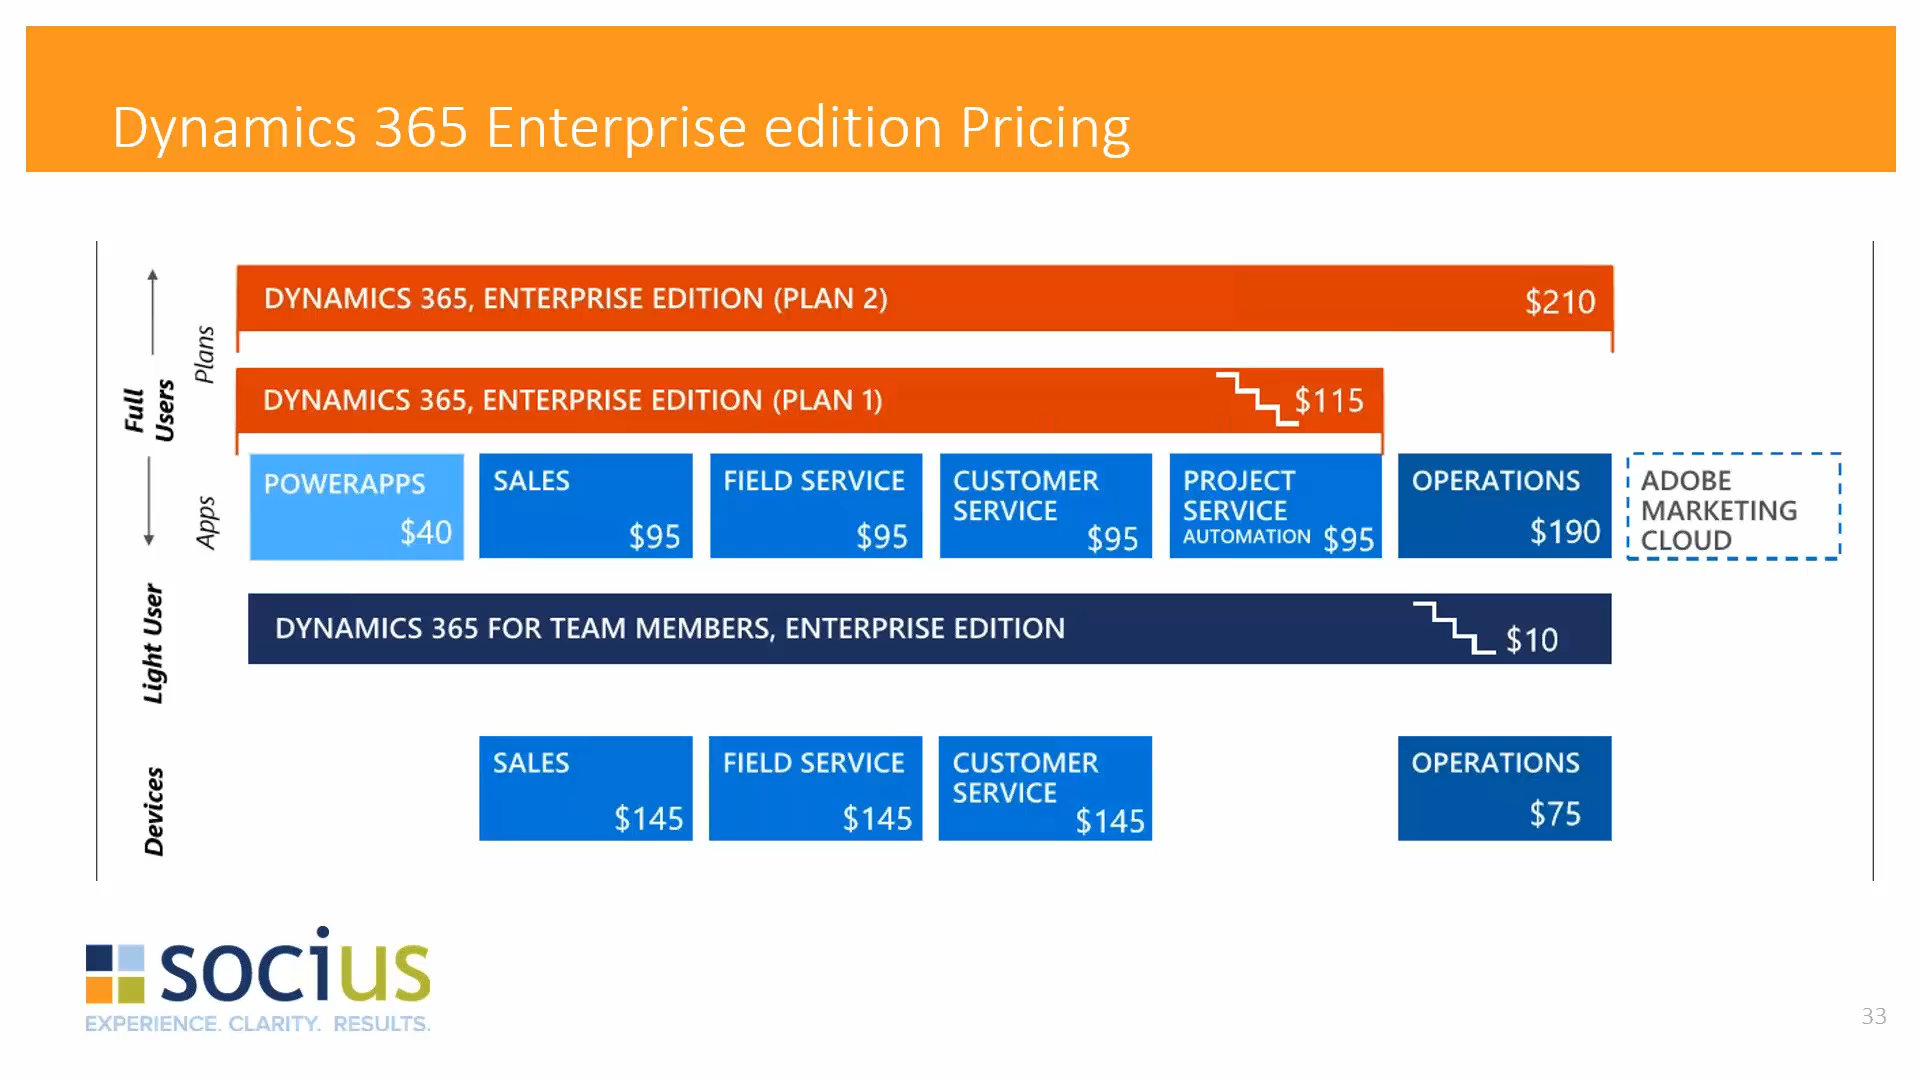 Dynamics 365 Enterprise edition Pricing
Full
Users
Plans
Apps
DYNAMICS 365, ENTERPRISE EDITION (PLAN 2) $210
DYNAMICS 365, ENTERPRISE EDITION (PLAN 1) $115
POWERAPPS
$40
SALES
$95
FIELD SERVICE
$95
CUSTOMER
SERVICE
$95
PROJECT
SERVICE
AUTOMATION $95
OPERATIONS
$190
ADOBE
MARKETING
CLOUD
Light User
DYNAMICS 365 FOR TEAM MEMBERS, ENTERPRISE EDITION $10
Devices
SALES
$145
FIELD SERVICE
$145
CUSTOMER
SERVICE
$145
OPERATIONS
$75
socius
EXPERIENCE. CLARITY. RESULTS.
33